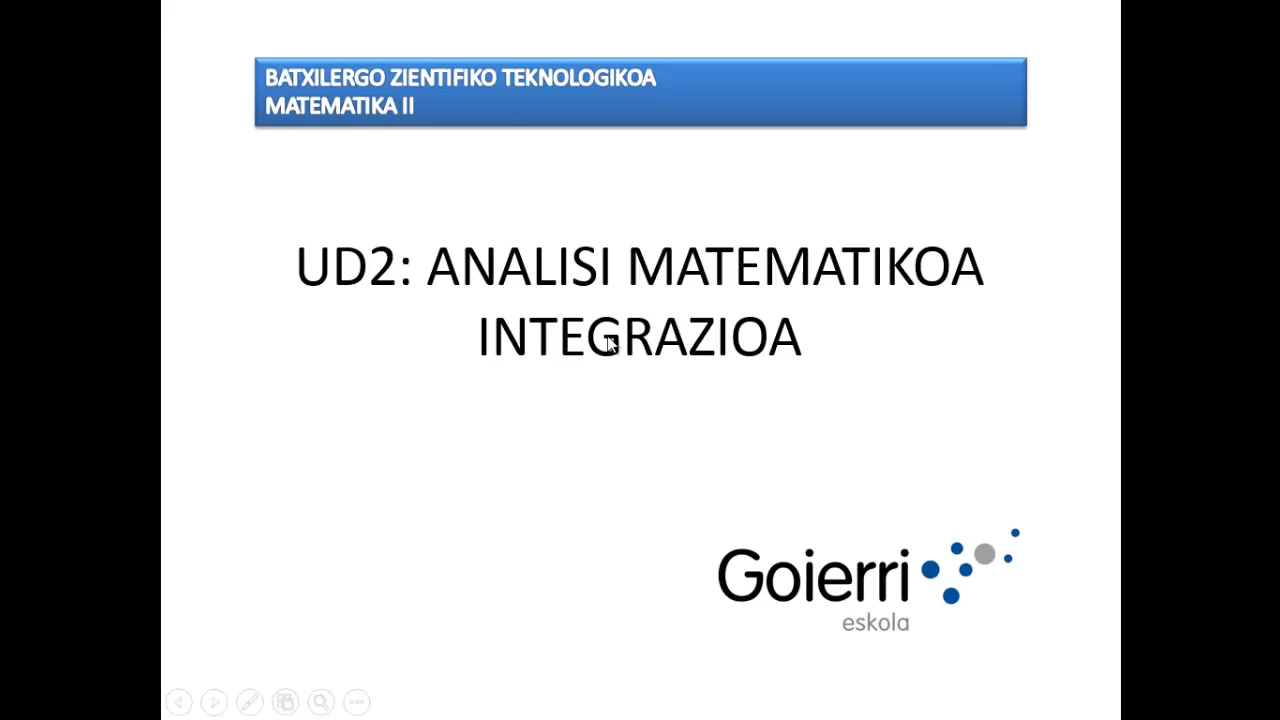 BATXILERGO ZIENTIFIKO TEKNOLOGIKOA
MATEMATIKA II
UD2: ANALISI MATEMATIKOA
INTEGRAZIOA
Goierri
eskola